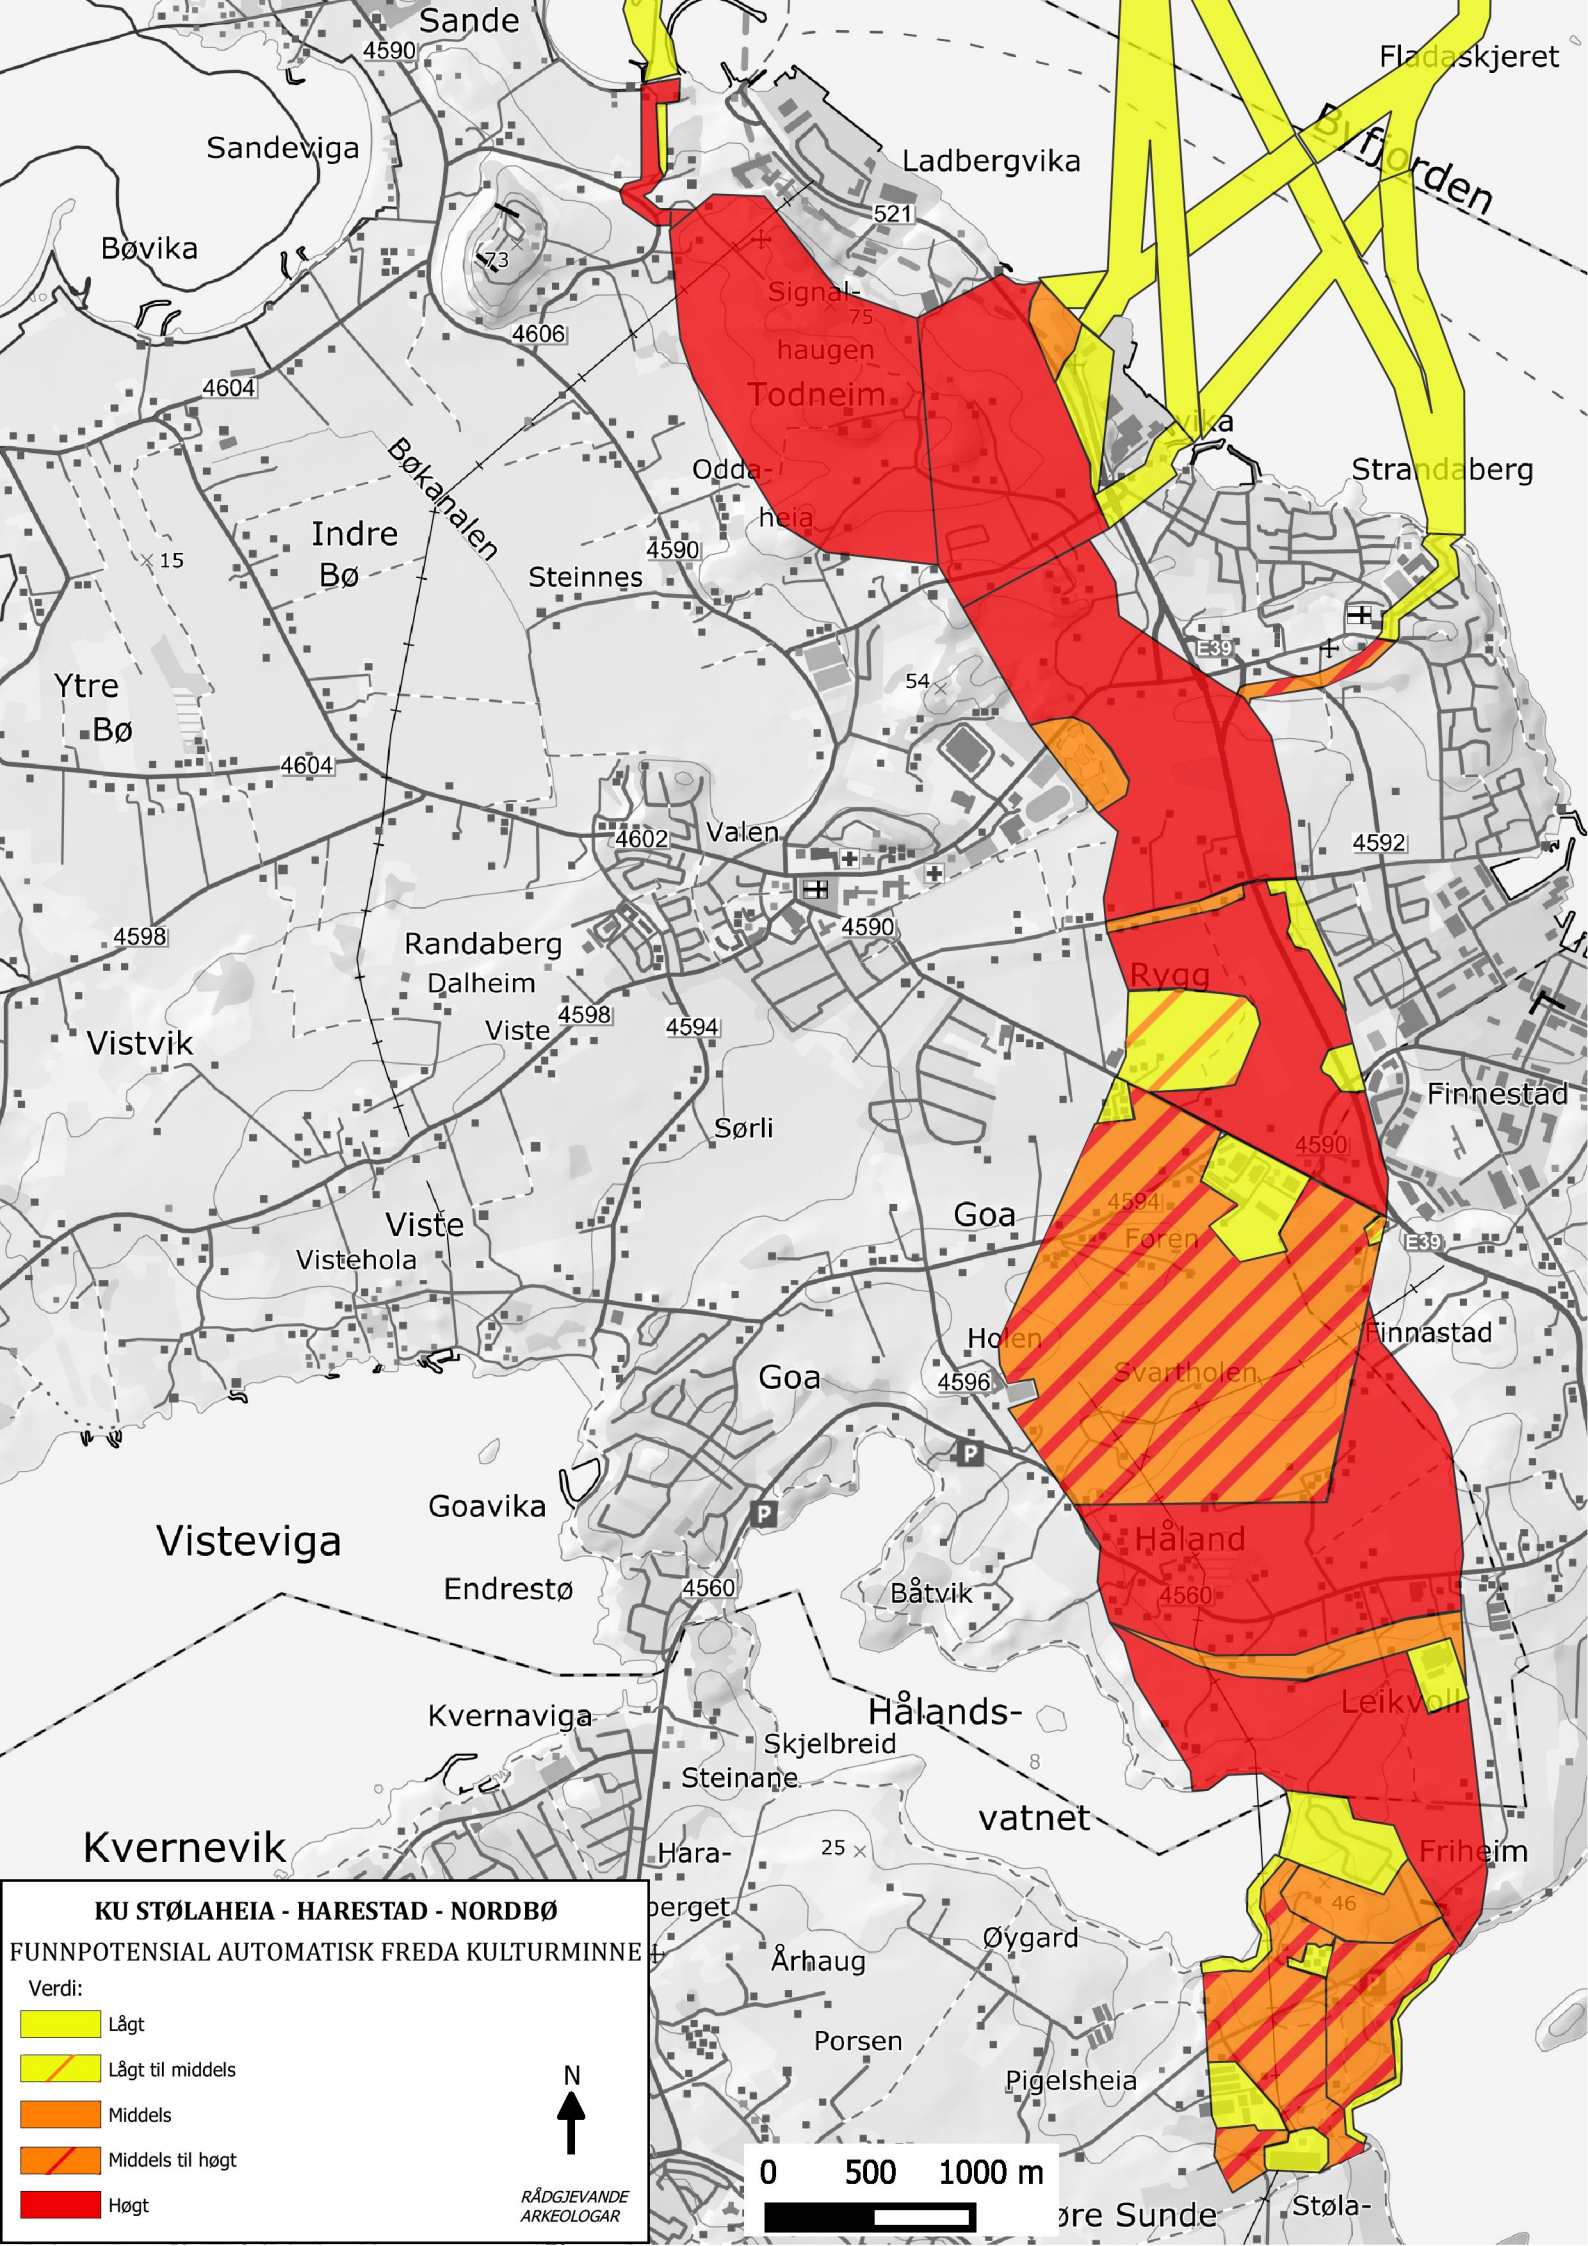 Sande
4590
Fladaskjeret
Byfjorden
Sandeviga
Ladbergvika
521
Bøvika
73
Signal-
75
haugen
4606
4604
Todneim
vika
Bøkanalen
Odda-
Strandaberg
heia
Indre
Bø
15
4590
Steinnes
E39
Ytre
Bø
54
4604
4602
Valen
4592
4598
4590
Randaberg
Dalheim
Rygg
Viste
4598
4594
Vistvik
Finnestad
Sørli
4590
4594
Goa
Viste
Foren
E39
Vistehola
Holen
Finnastad
Svartholen
Goa
4596
P
Goavika
P
Visteviga
Håland
Endrestø
4560
Båtvik
4560
Leikvoll
Kvernaviga
Hålands-
Skjelbreid
8
Steinane
vatnet
Kvernevik
Hara-
25
Friheim
berget
46
Øygard
Århaug
P
Porsen
Pigelsheia
øre Sunde
Støla-
KU STØLAHEIA - HARESTAD - NORDBØ
FUNNPOTENSIAL AUTOMATISK FREDA KULTURMINNE
Verdi:
Lågt
Lågt til middels
Middels
Middels til høgt
Høgt
N
RÅDGJEVANDE
ARKEOLOGAR
0 500 1000 m